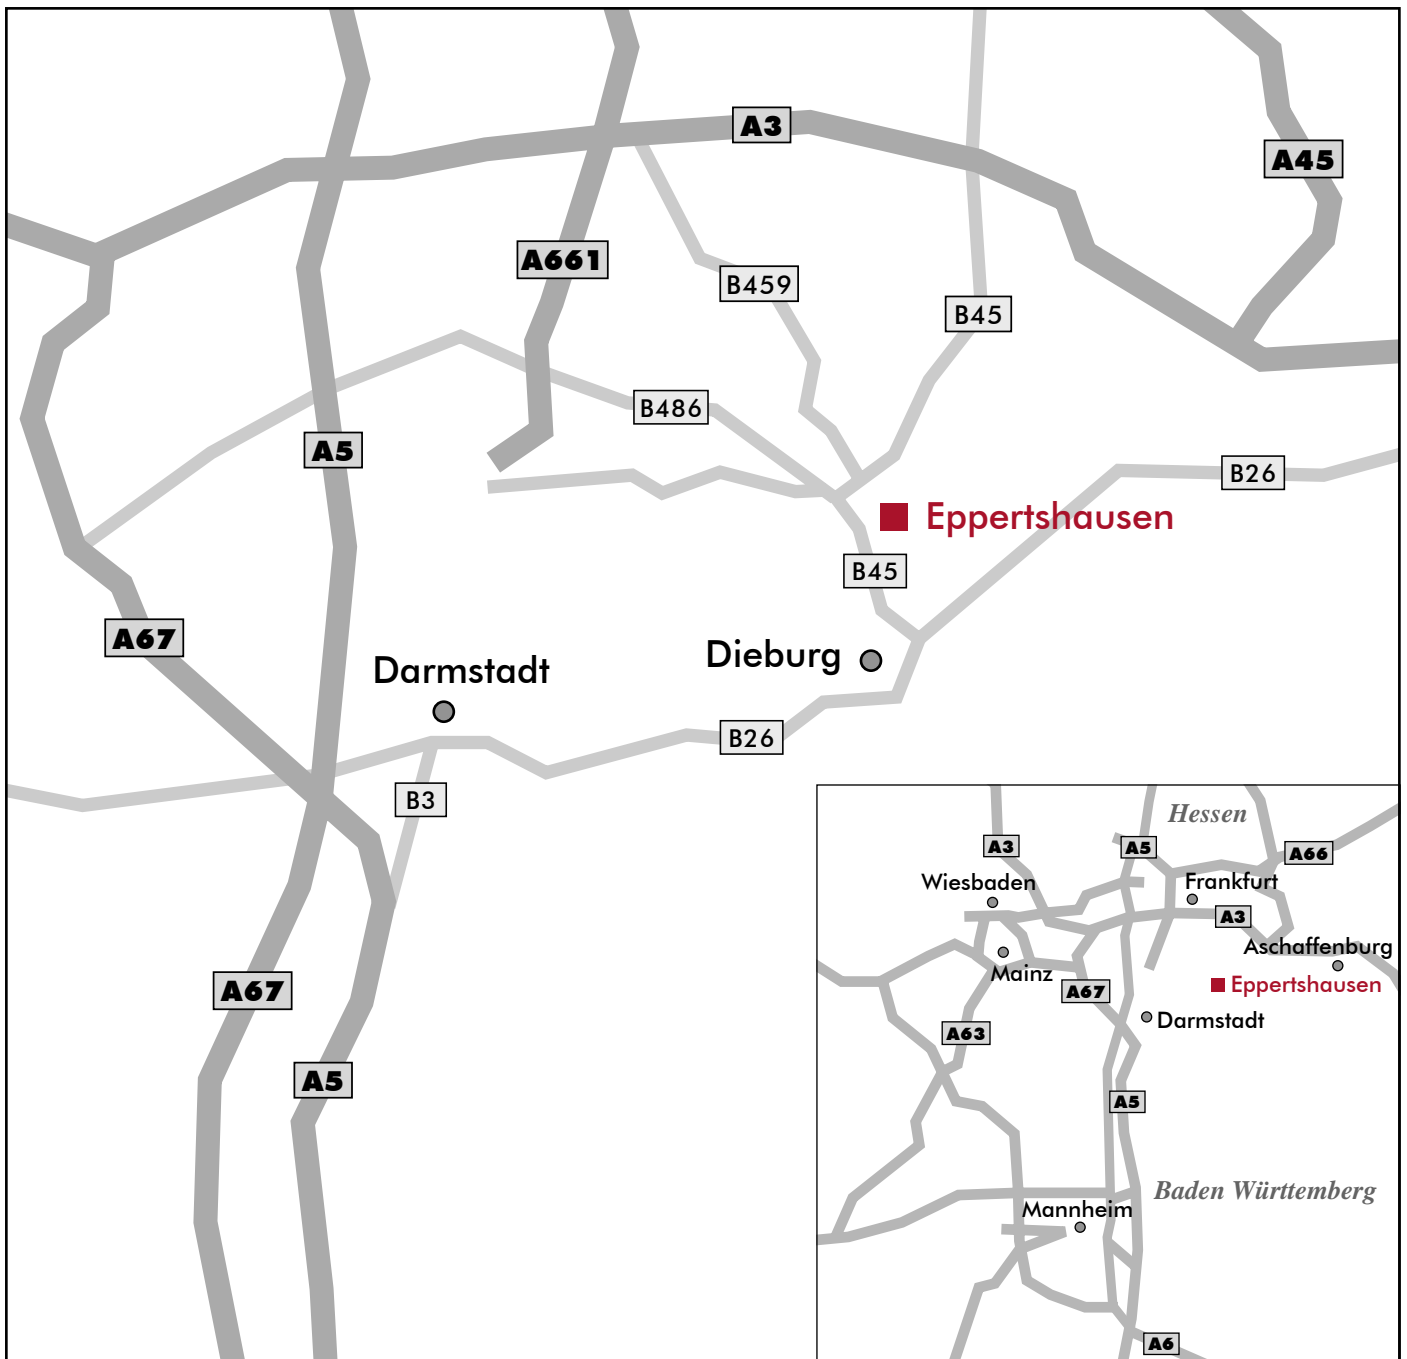 A3
A45
A661
B459
B45
B486
A5
B26
Eppertshausen
B45
A67
Dieburg
Darmstadt
B26
B3
A67
A5
Hessen
A3
A5
A66
Wiesbaden
Frankfurt
A3
Aschaffenburg
Mainz
Eppertshausen
A67
Darmstadt
A63
A5
Baden Württemberg
Mannheim
A6